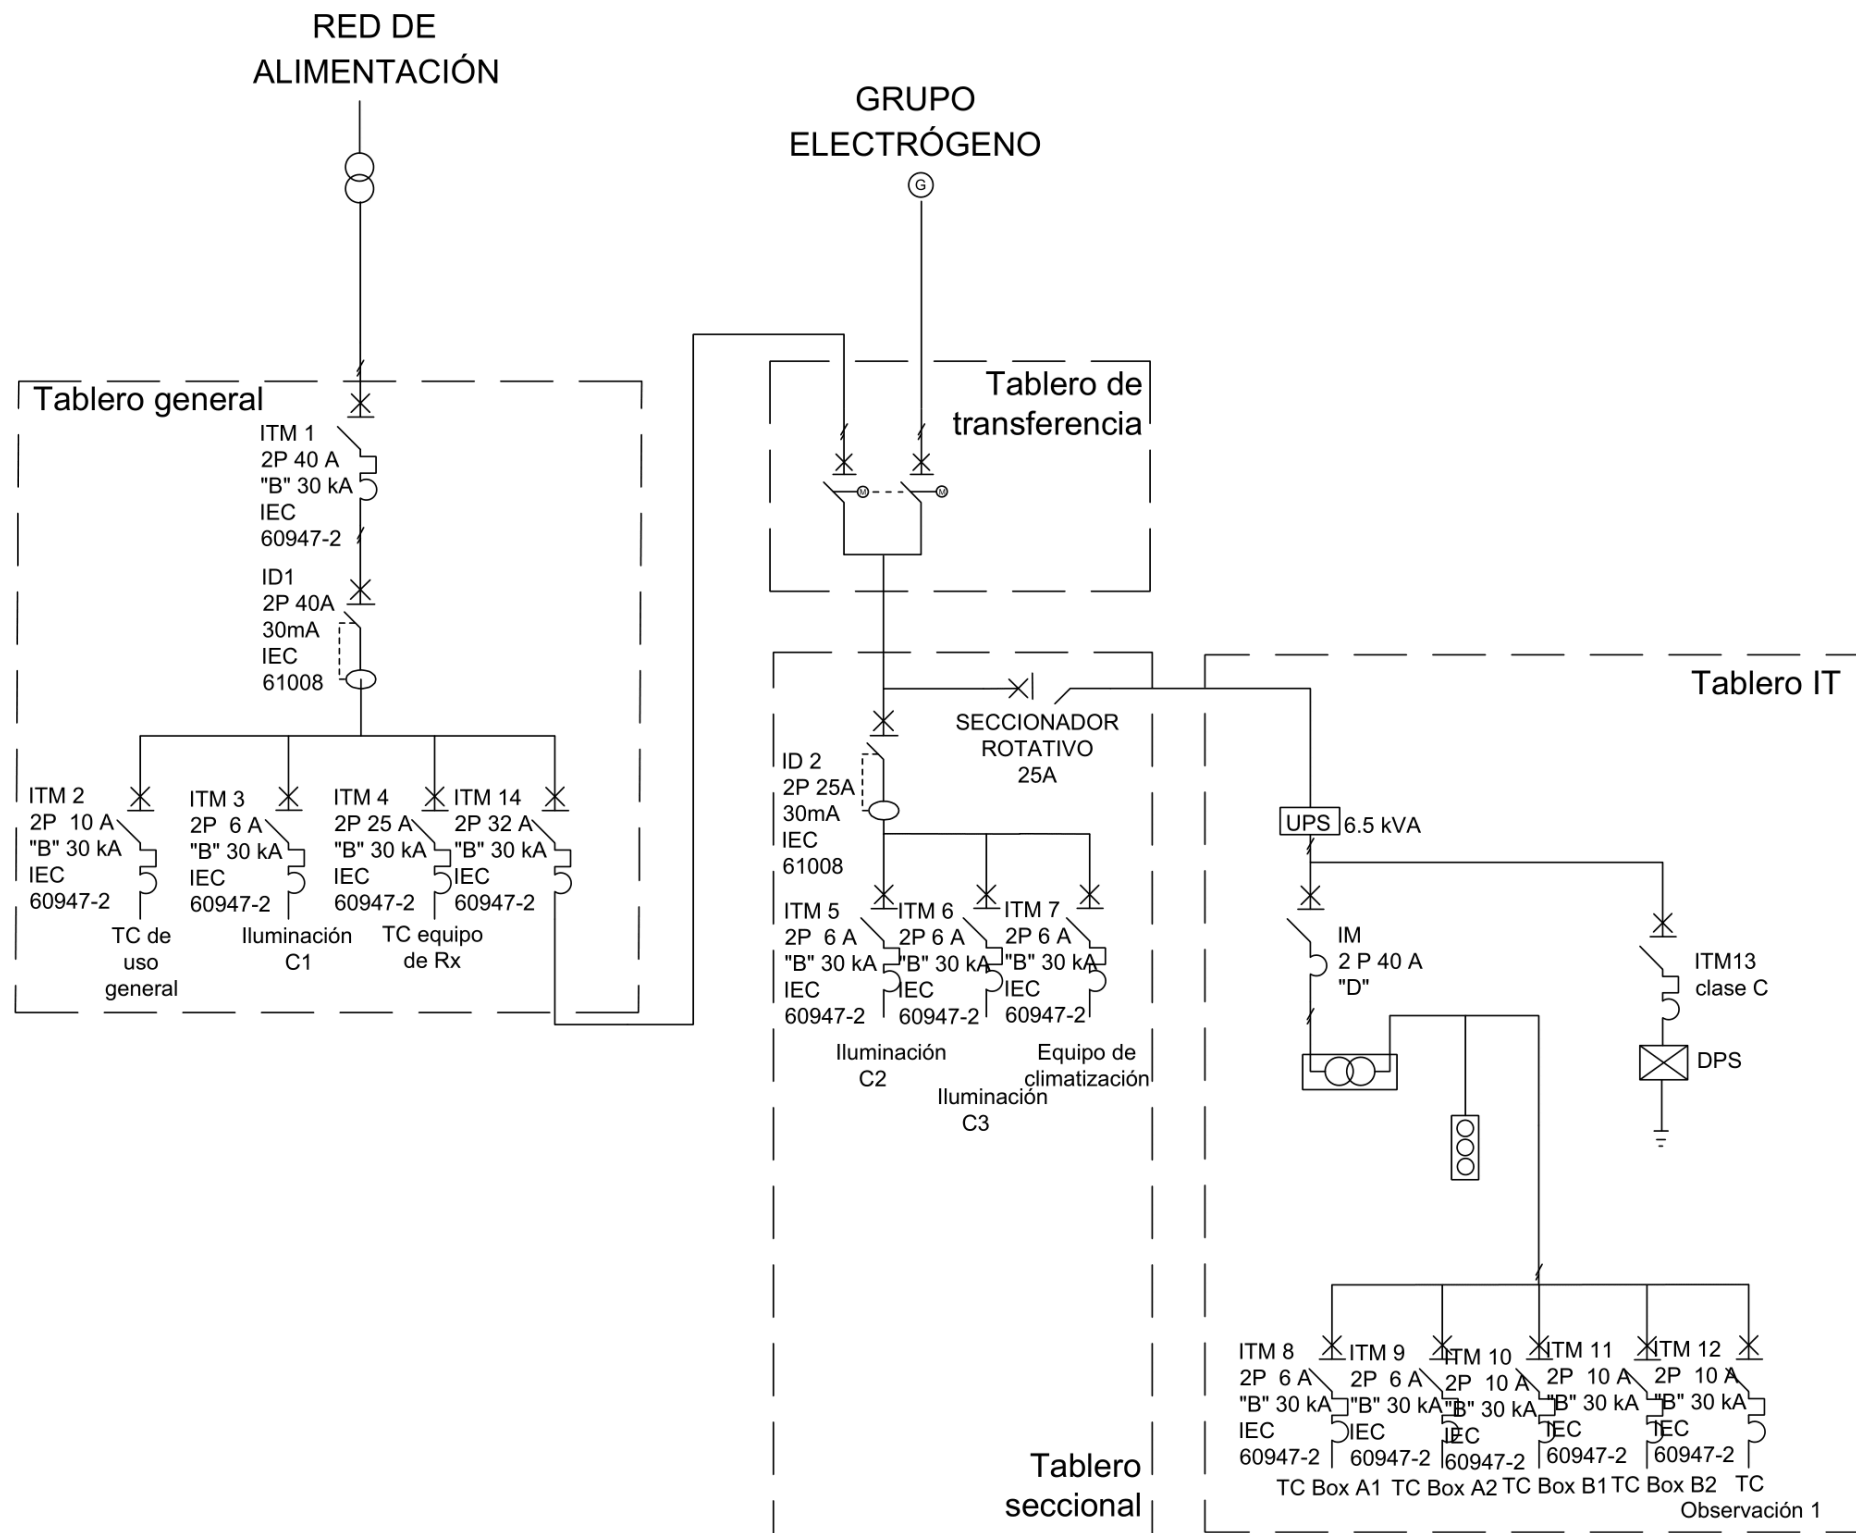 RED DE
ALIMENTACIÓN
GRUPO
ELECTRÓGENO
G
Tablero general
ITM 1
2P 40 A
"B" 30 kA
IEC
60947-2
ID1
2P 40A
30mA
IEC
61008
ITM 2
2P 10 A
"B" 30 kA
IEC
60947-2
TC de
uso
general
ITM 3
2P 6 A
"B" 30 kA
IEC
60947-2
Iluminación
C1
ITM 4
2P 25 A
"B" 30 kA
IEC
60947-2
TC equipo
de Rx
ITM 14
2P 32 A
"B" 30 kA
IEC
60947-2
Tablero de
transferencia
M
M
SECCIONADOR
ROTATIVO
25A
ID 2
2P 25A
30mA
IEC
61008
ITM 5
2P 6 A
"B" 30 kA
IEC
60947-2
Iluminación
C2
ITM 6
2P 6 A
"B" 30 kA
IEC
60947-2
Iluminación
C3
ITM 7
2P 6 A
"B" 30 kA
IEC
60947-2
Equipo de
climatización
Tablero
seccional
Tablero IT
UPS 6.5 kVA
IM
2 P 40 A
"D"
ITM13
clase C
DPS
ITM 8
2P 6 A
"B" 30 kA
IEC
60947-2
TC Box A1
ITM 9
2P 6 A
"B" 30 kA
IEC
60947-2
TC Box A2
ITM 10
2P 10 A
"B" 30 kA
IEC
60947-2
TC Box B1
ITM 11
2P 10 A
"B" 30 kA
IEC
60947-2
TC Box B2
ITM 12
2P 10 A
"B" 30 kA
IEC
60947-2
TC
Observación 1